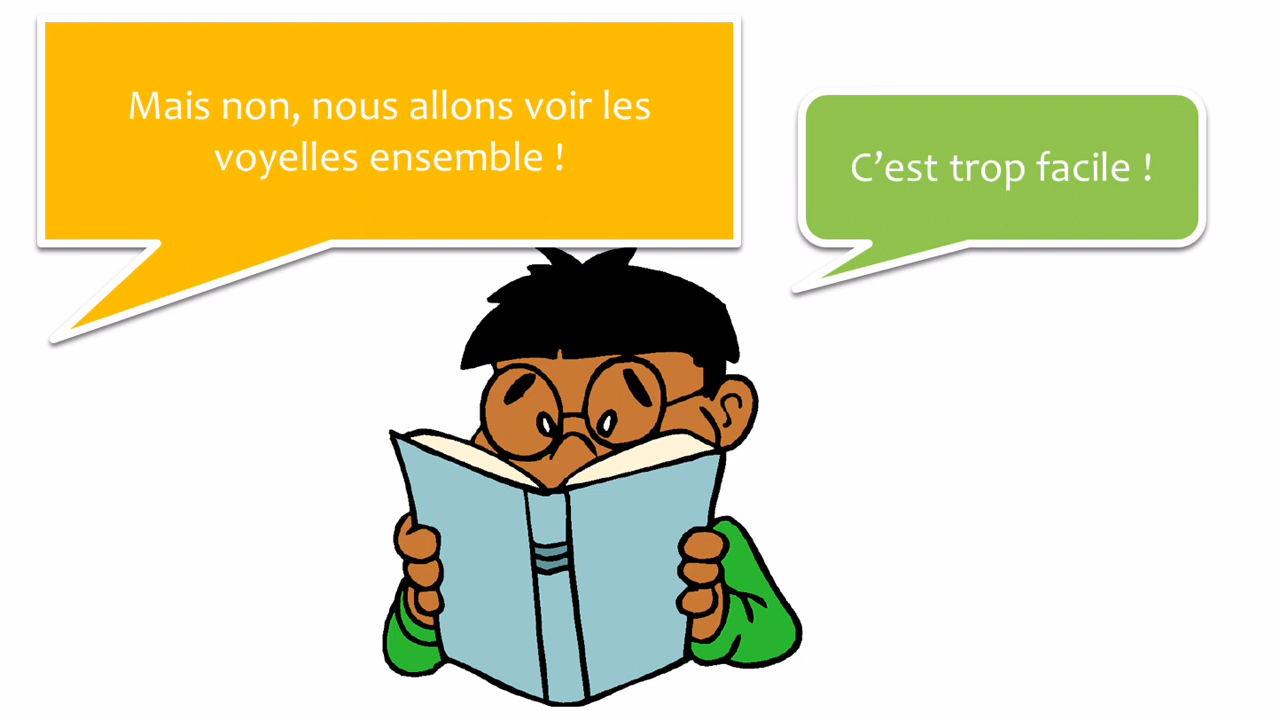 Mais non, nous allons voir les
voyelles ensemble !
C’est trop facile !